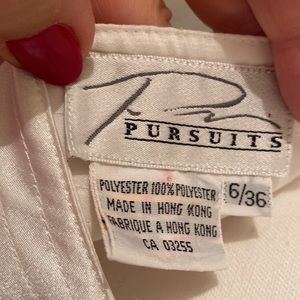 PURSUITS
POLYESTER 100% POLYESTER
MADE IN HONG KONG
FABRIQUE A HONG KONG
CA 03255
6/36